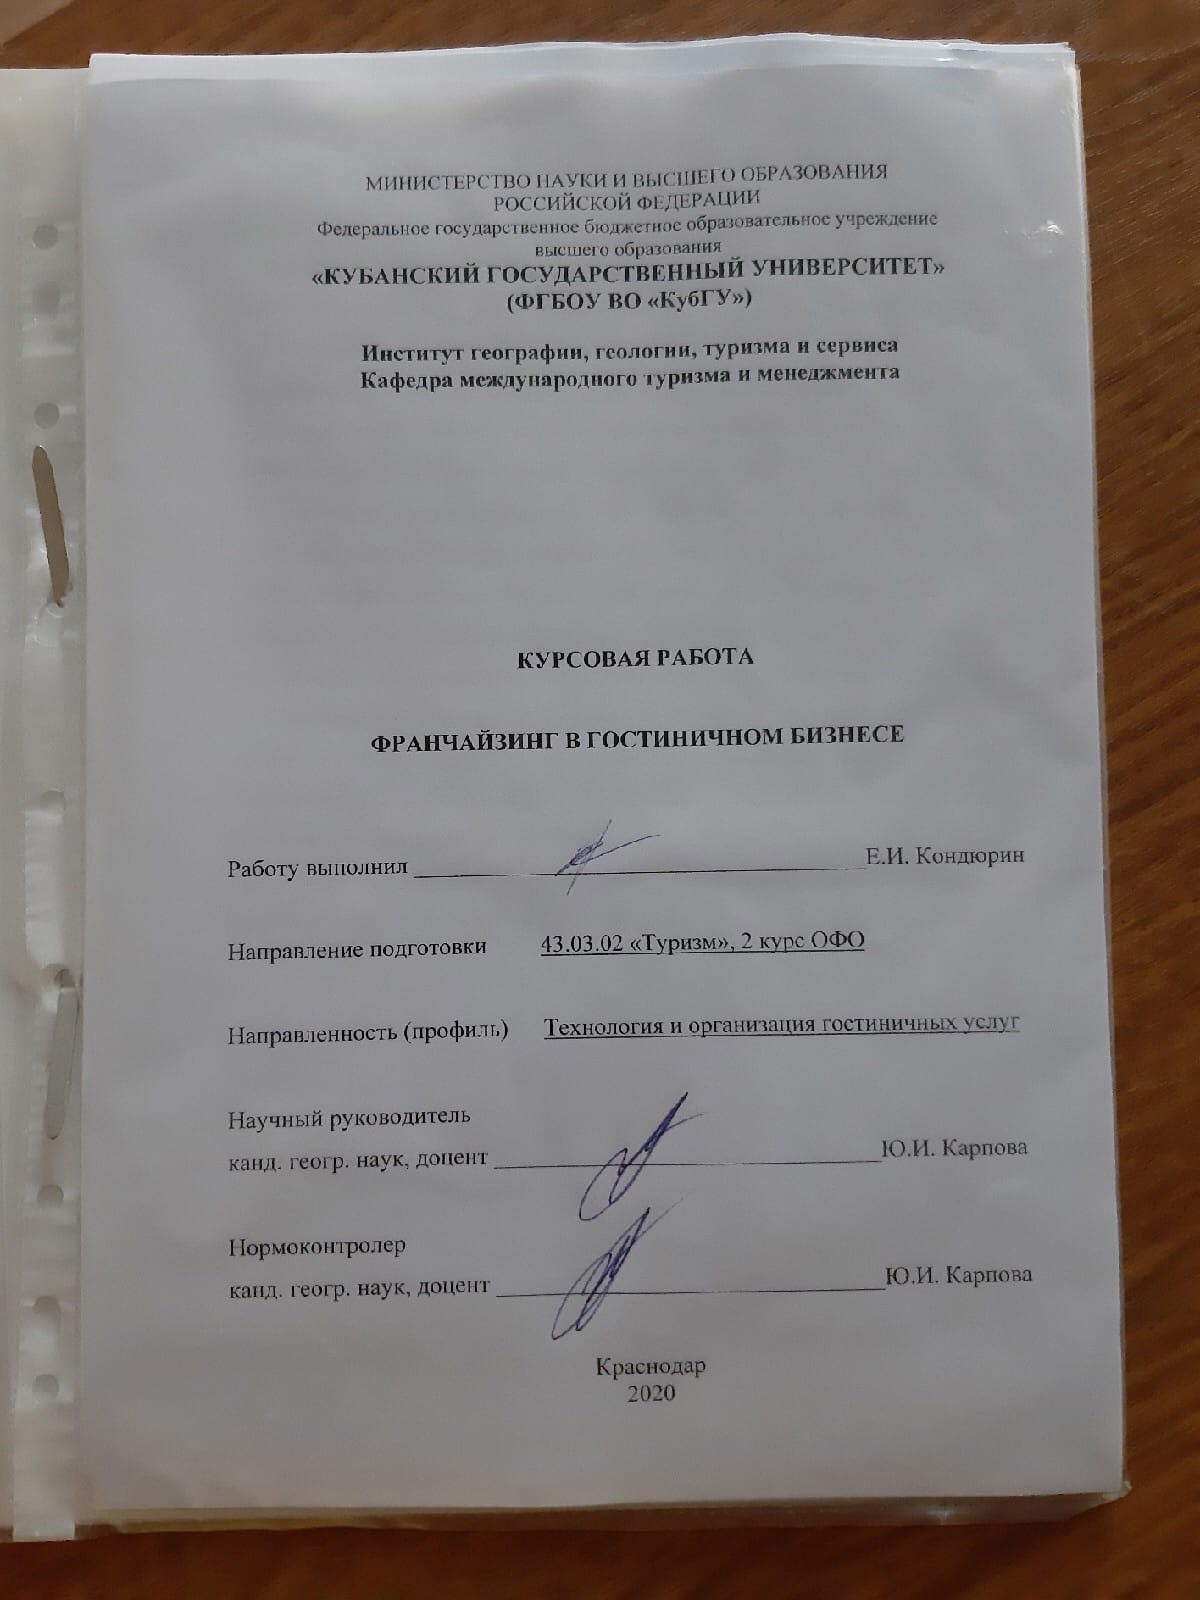 МИНИСТЕРСТВО НАУКИ И ВЫСШЕГО ОБРАЗОВАНИЯ
РОССИЙСКОЙ ФЕДЕРАЦИИ
Федеральное государственное бюджетное образовательное учреждение
высшего образования
«КУБАНСКИЙ ГОСУДАРСТВЕННЫЙ УНИВЕРСИТЕТ»
(ФГБОУ ВО «КубГУ»)
Институт географии, геологии, туризма и сервиса
Кафедра международного туризма и менеджмента
КУРСОВАЯ РАБОТА
ФРАНЧАЙЗИНГ В ГОСТИНИЧНОМ БИЗНЕСЕ
Работу выполнил Е.И. Кондюрин
Направление подготовки 43.03.02 «Туризм», 2 курс ОФО
Направленность (профиль) Технология и организация гостиничных услуг
Научный руководитель
канд. геогр. наук, доцент Ю.И. Карпова
Нормоконтролер
канд. геогр. наук, доцент Ю.И. Карпова
Краснодар
2020